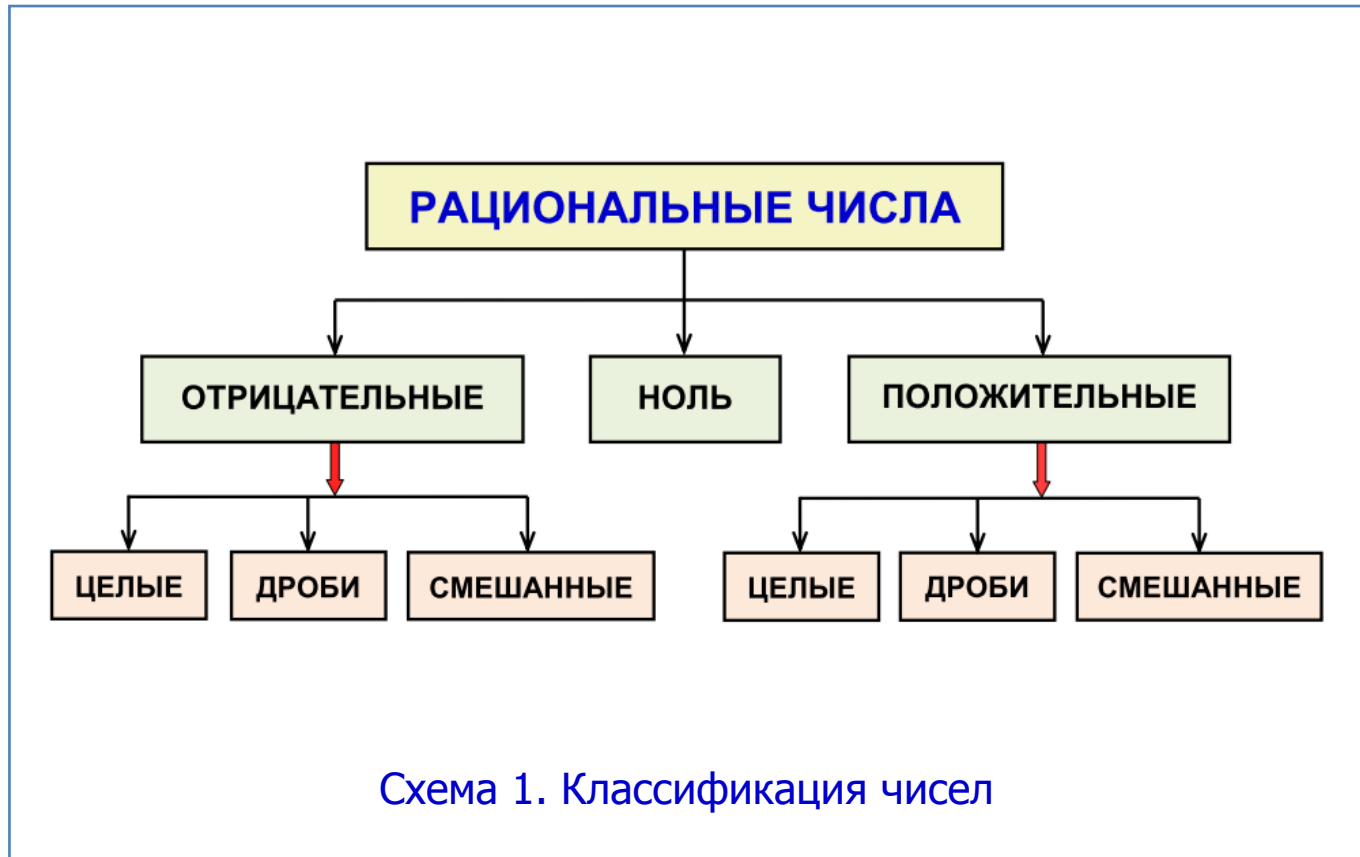 РАЦИОНАЛЬНЫЕ ЧИСЛА
ОТРИЦАТЕЛЬНЫЕ
НОЛЬ
ПОЛОЖИТЕЛЬНЫЕ
ЦЕЛЫЕ
ДРОБИ
СМЕШАННЫЕ
ЦЕЛЫЕ
ДРОБИ
СМЕШАННЫЕ
Схема 1. Классификация чисел